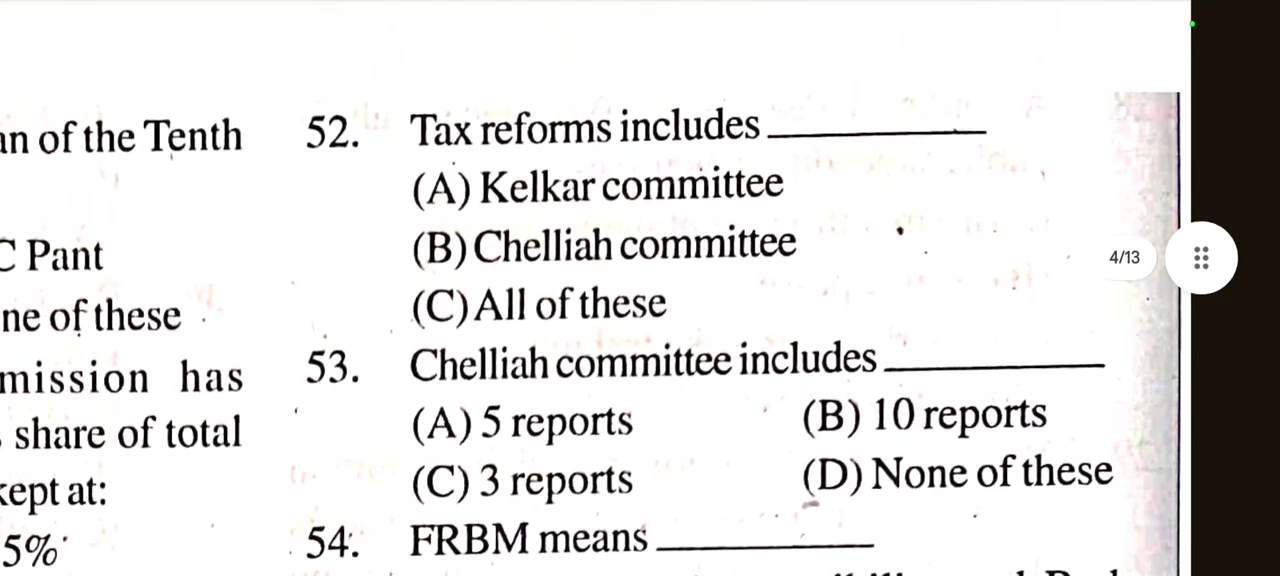 an of the Tenth
C Pant
ne of these
mission has
share of total
kept at:
5%
52. Tax reforms includes
(A) Kelkar committee
(B) Chelliah committee
(C) All of these
53. Chelliah committee includes
(A) 5 reports (B) 10 reports
(C) 3 reports (D) None of these
54. FRBM means
4/13